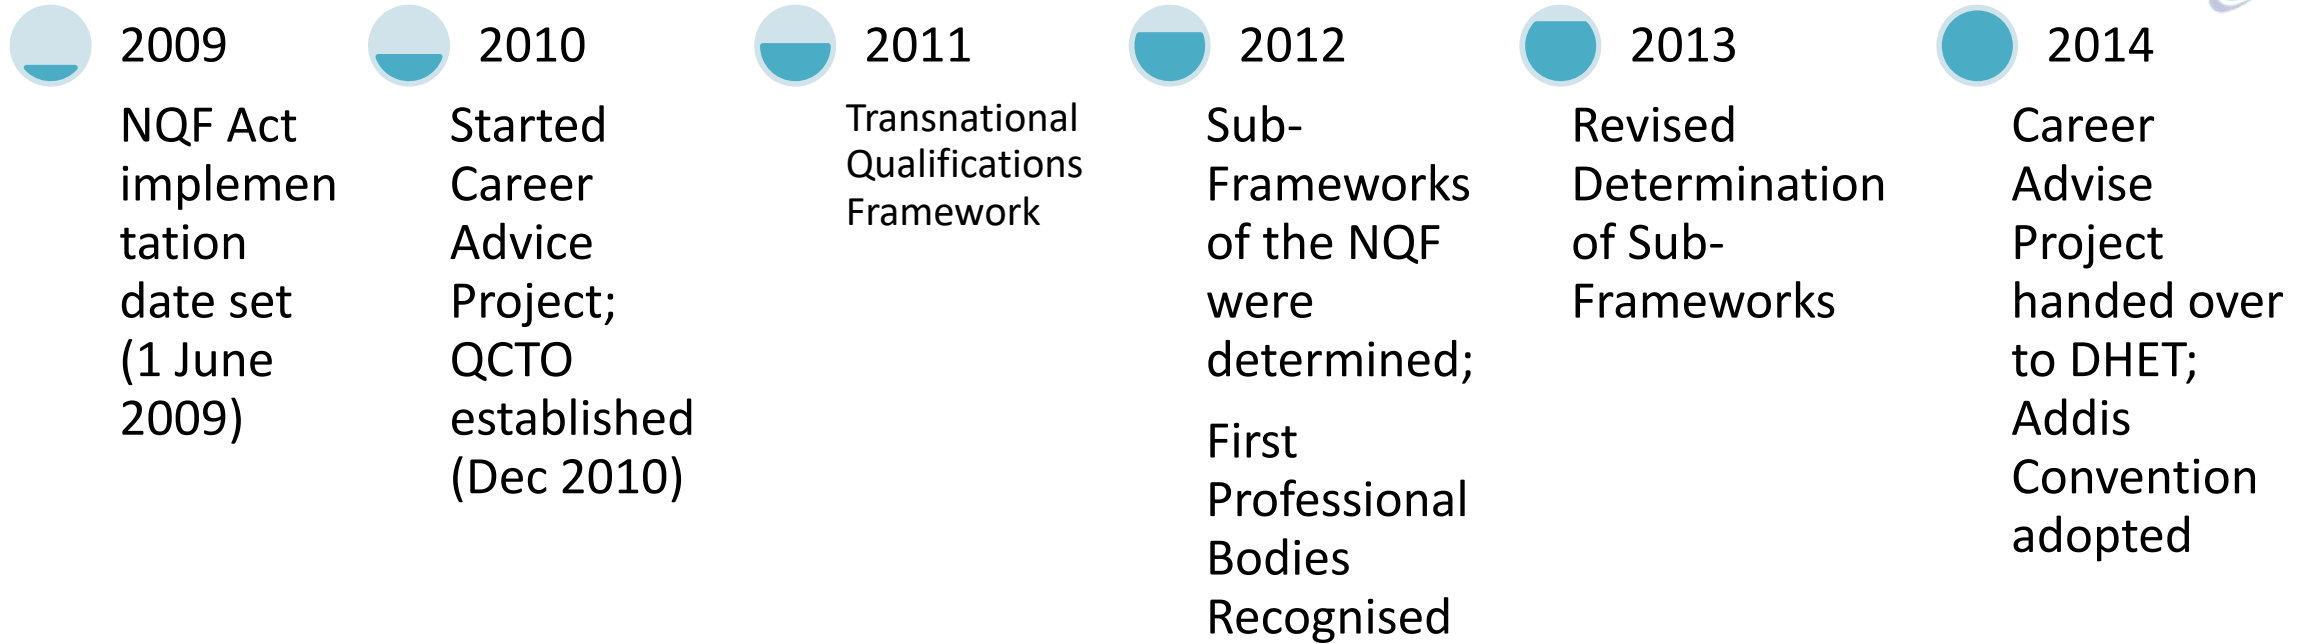 2009
NQF Act
implemen
tation
date set
(1 June
2009)
2010
Started
Career
Advice
Project;
QCTO
established
(Dec 2010)
2011
Transnational
Qualifications
Framework
2012
Sub-
Frameworks
of the NQF
were
determined;
First
Professional
Bodies
Recognised
2013
Revised
Determination
of Sub-
Frameworks
2014
Career
Advise
Project
handed over
to DHET;
Addis
Convention
adopted